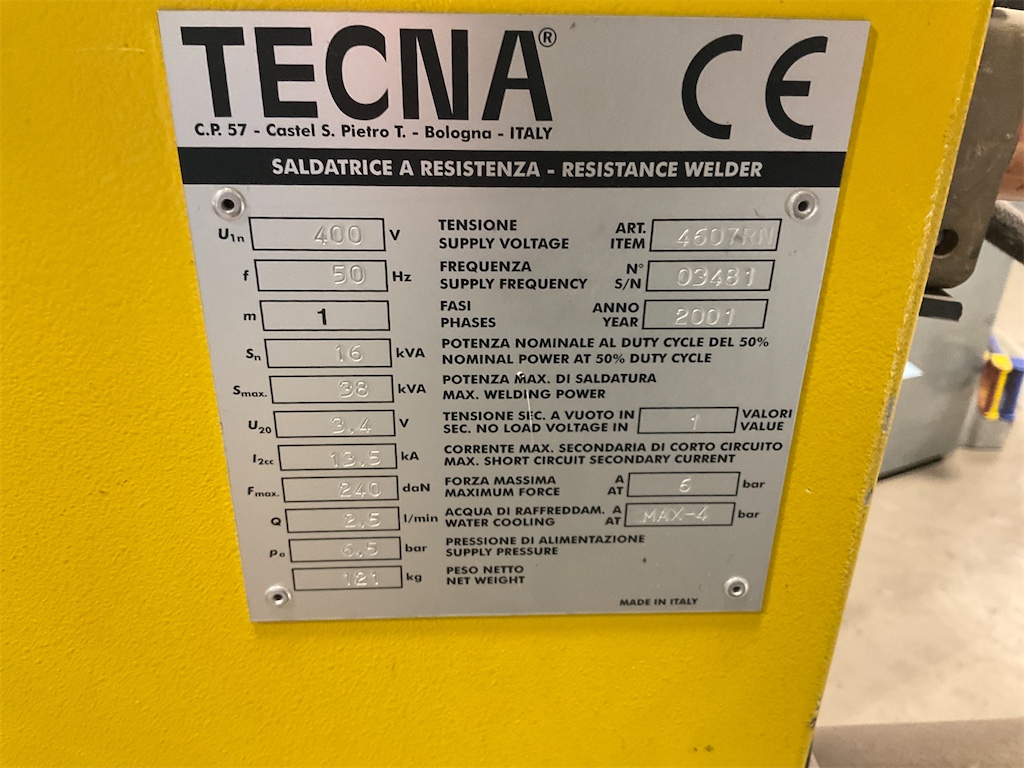 TECNA®
CE
C.P. 57 - Castel S. Pietro T. - Bologna - ITALY
SALDATRICE A RESISTENZA - RESISTANCE WELDER
U1n 400 V TENSIONE SUPPLY VOLTAGE ART. ITEM 4607RN
f 50 Hz FREQUENZA SUPPLY FREQUENCY N° S/N 03481
m 1 FASI PHASES ANNO YEAR 2001
Sn 16 kVA POTENZA NOMINALE AL DUTY CYCLE DEL 50% NOMINAL POWER AT 50% DUTY CYCLE
Smax. 38 kVA POTENZA MAX. DI SALDATURA MAX. WELDING POWER
U20 3,4 V TENSIONE SEC. A VUOTO IN SEC. NO LOAD VOLTAGE IN 1 VALORI VALUE
I2cc 13,5 kA CORRENTE MAX. SECONDARIA DI CORTO CIRCUITO MAX. SHORT CIRCUIT SECONDARY CURRENT
Fmax. 240 daN FORZA MASSIMA MAXIMUM FORCE A AT 6 bar
Q 2,5 l/min ACQUA DI RAFFREDDAM. WATER COOLING A AT MAX-4 bar
Po 6,5 bar PRESSIONE DI ALIMENTAZIONE SUPPLY PRESSURE
121 kg PESO NETTO NET WEIGHT
MADE IN ITALY